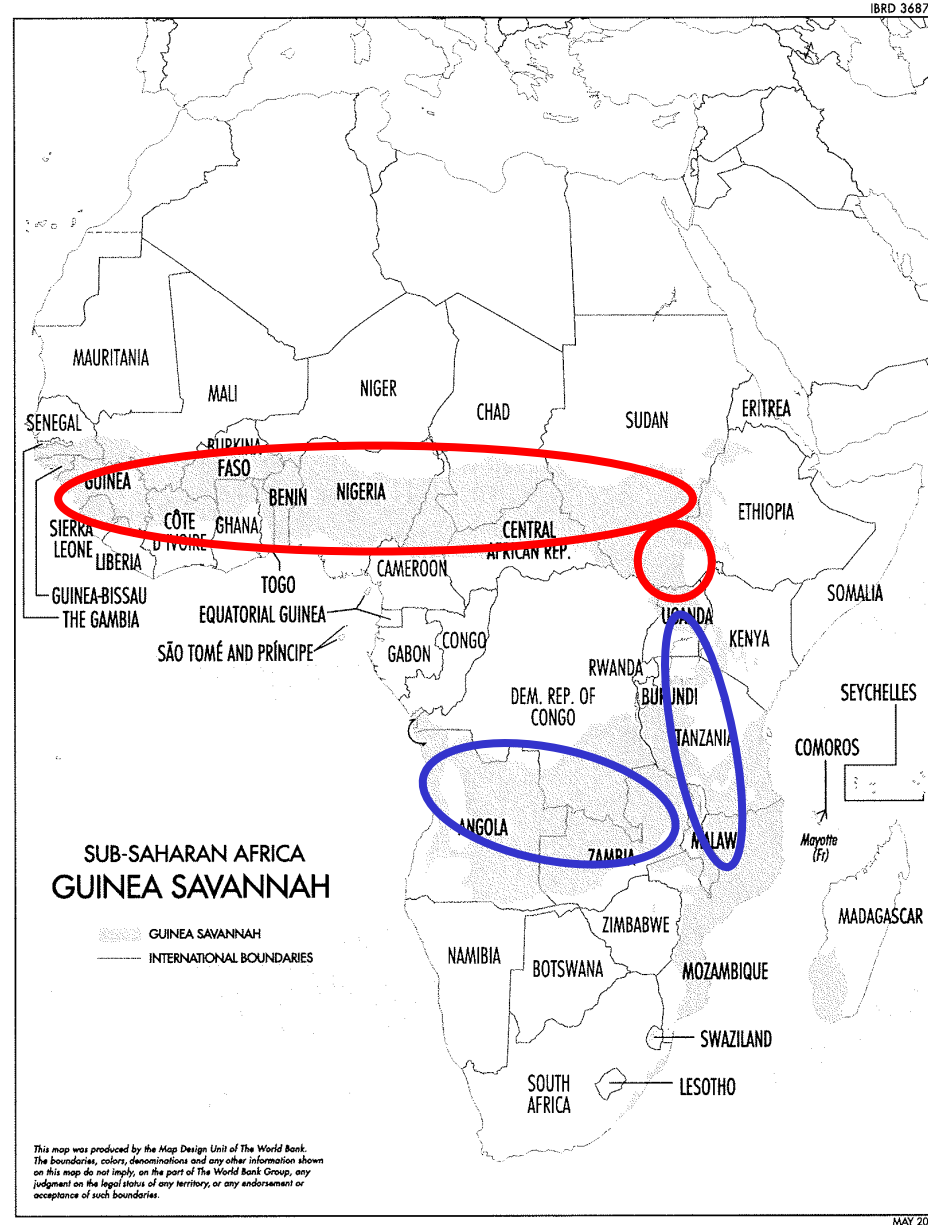 IBRD 3687
MAURITANIA
MALI
NIGER
CHAD
SUDAN
ERITREA
SENEGAL
BURKINA
FASO
GUINEA
BENIN
NIGERIA
ETHIOPIA
CÔTE
D'IVOIRE
GHANA
CENTRAL
AFRICAN REP.
SIERRA
LEONE
LIBERIA
CAMEROON
TOGO
SOMALIA
GUINEA-BISSAU
THE GAMBIA
EQUATORIAL GUINEA
UGANDA
KENYA
SÃO TOMÉ AND PRÍNCIPE
GABON
CONGO
RWANDA
BURUNDI
DEM. REP. OF
CONGO
SEYCHELLES
TANZANIA
COMOROS
ANGOLA
MALAW
Mayotte
(Fr)
ZAMBIA
SUB-SAHARAN AFRICA
GUINEA SAVANNAH
GUINEA SAVANNAH
INTERNATIONAL BOUNDARIES
MADAGASCAR
ZIMBABWE
NAMIBIA
BOTSWANA
MOZAMBIQUE
SWAZILAND
SOUTH
AFRICA
LESOTHO
This map was produced by the Map Design Unit of The World Bank.
The boundaries, colors, denominations and any other information shown
on this map do not imply, on the part of The World Bank Group, any
judgment on the legal status of any territory, or any endorsement or
acceptance of such boundaries.
MAY 20